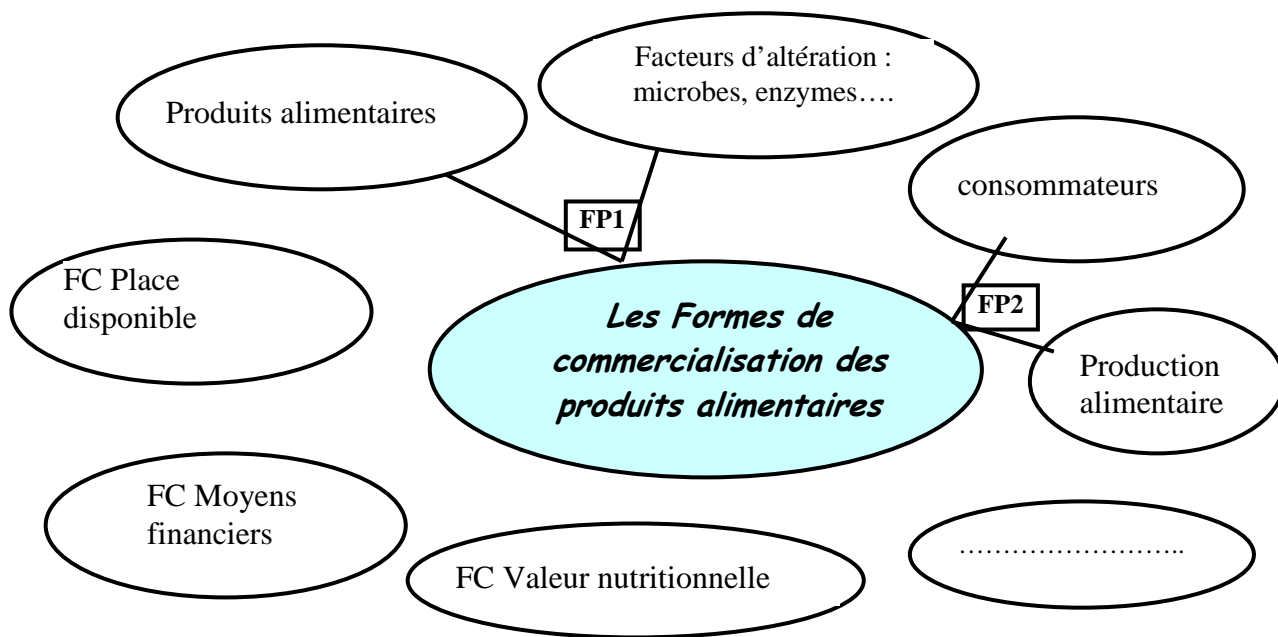 Produits alimentaires
Facteurs d’altération :
microbes, enzymes….
consommateurs
FP1
FC Place
disponible
FP2
Les Formes de
commercialisation des
produits alimentaires
Production
alimentaire
FC Moyens
financiers
FC Valeur nutritionnelle
……………………..